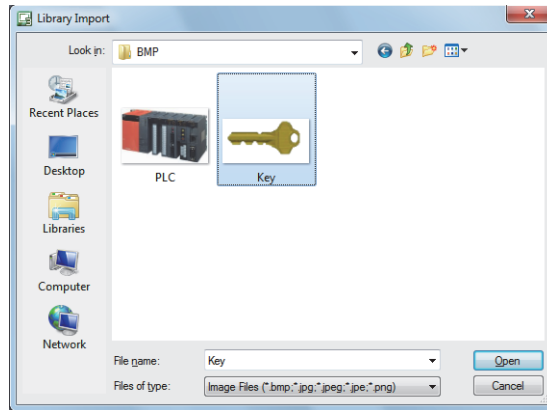 Library Import
Look in:
BMP
Recent Places
Desktop
Libraries
Computer
Network
PLC
Key
File name:
Key
Open
Files of type:
Image Files (*.bmp;*.jpg;*.jpeg;*.jpe;*.png)
Cancel